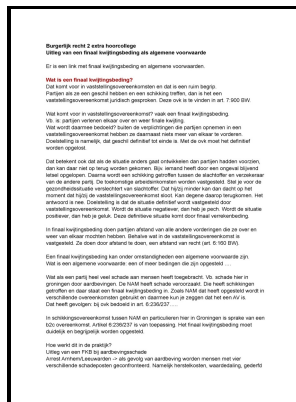 Burgerlijk recht 2 extra hoorcollege
Uitleg van een finaal kwijtingsbeding als algemene voorwaarde
Er is een link met finaal kwijtingsbeding en algemene voorwaarden.
Wat is een finaal kwijtingsbeding?
Dat komt voor in vaststellingsovereenkomsten en dat is een ruim begrip.
Partijen als ze een geschil hebben en een schikking treffen, dan is het een
vaststellingsovereenkomst juridisch gesproken. Deze ovk is te vinden in art. 7:900 BW.
Wat komt voor in een vaststelingsovereenkomst? vaak een finaal kwijtingsbeding.
Vb. is partijen verlenen elkaar over en weer finale kwijting.
Wat wordt daarmee bedoeld? buiten de verplichtingen die partijen opnemen in een
vaststellingsovereenkomst hebben ze daarnaast niets meer van elkaar te vorderen.
Doelstelling is namelijk, dat geschil definitief tot einde is. Met de ovk moet het definitief
worden opgelost.
Dat betekent ook als de situatie anders gaat ontwikkelen dan partijen hadden voorzien,
dan kan daar niet op terug worden gekomen. Bijv. iemand heeft door een ongeval blijvend
letsel opgelopen. Daarna wordt een schikking getroffen tussen de slachtoffer en verzekeraar
van de andere partij. De toekomstige arbeidsinkomsten worden vastgesteld. Stel je voor de
gezondheidssituatie verslechtert van slachtoffer. Dat hij/zij minder kan dan dacht op het
moment dat hij/zij de vaststellingsovereenkomst sloot. Kan degene daarop terugkomen. Het
antwoord is nee. Doelstelling is dat de situatie definitief wordt vastgesteld door
vaststellingsovereenkomst. Wordt de situatie negatiever, dan heb je pech. Wordt de situatie
positiever, dan heb je geluk. Deze definitieve situatie komt door finaal verrekenbeding.
In finaal kwijtingsbeding doen partijen afstand van alle andere vorderingen die ze over en
weer van elkaar mochten hebben. Behalve wat in de vaststellingsovereenkomst is
vastgesteld. Ze doen door afstand te doen, een afstand van recht (art. 6:160 BW).
Een finaal kwijtingsbeding kan onder omstandigheden een algemene voorwaarde zijn.
Wat is een algemene voorwaarde: een of meer bedingen die zijn opgesteld ....
Wat als een partij heel veel schade aan mensen heeft toegebracht. Vb. schade hier in
groningen door aardbevingen. De NAM heeft schade veroorzaakt. Die heeft schikkingen
getroffen en daar staat een finaal kwijtingsbeding in. Zoals NAM dat heeft opgesteld wordt in
verschillende overeenkomsten gebruikt en daarmee kun je zeggen dat het een AV is.
Dat heeft gevolgen: bij ovk bedoeld in art. 6:236/237 ....
In schikkingsovereenkomst tussen NAM en particulieren hier in Groningen is sprake van een
b2c overeenkomst. Artikel 6:236/237 is van toepassing. Het finaal kwijtingsbeding moet
duidelijk en begrijpelijk worden opgesteld.
Hoe werkt dit in de praktijk?
Uitleg van een FKB bij aardbevingsschade
Arrest Arnhem/Leeuwarden -> als gevolg van aardbeving worden mensen met vier
verschillende schadeposten geconfronteerd. Namelijk herstelkosten, waardedaling, gederfd